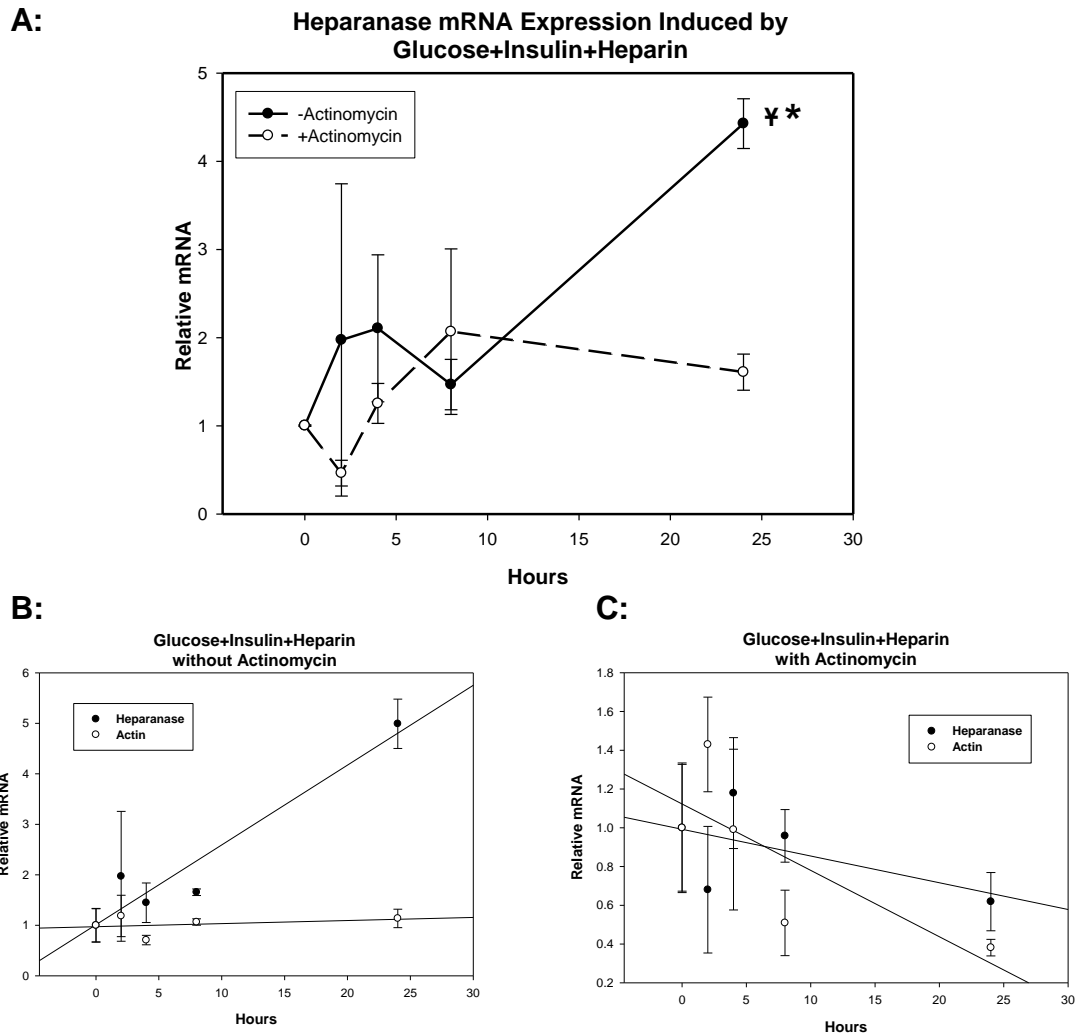 A:
Heparanase mRNA Expression Induced by
Glucose+Insulin+Heparin
5
4
3
2
1
0
Relative mRNA
-Actinomycin
+Actinomycin
¥ *
0 5 10 15 20 25 30
Hours
B:
Glucose+Insulin+Heparin
without Actinomycin
6
5
4
3
2
1
0
Relative mRNA
Heparanase
Actin
0 5 10 15 20 25 30
Hours
C:
Glucose+Insulin+Heparin
with Actinomycin
1.8
1.6
1.4
1.2
1.0
0.8
0.6
0.4
0.2
Relative mRNA
Heparanase
Actin
0 5 10 15 20 25 30
Hours